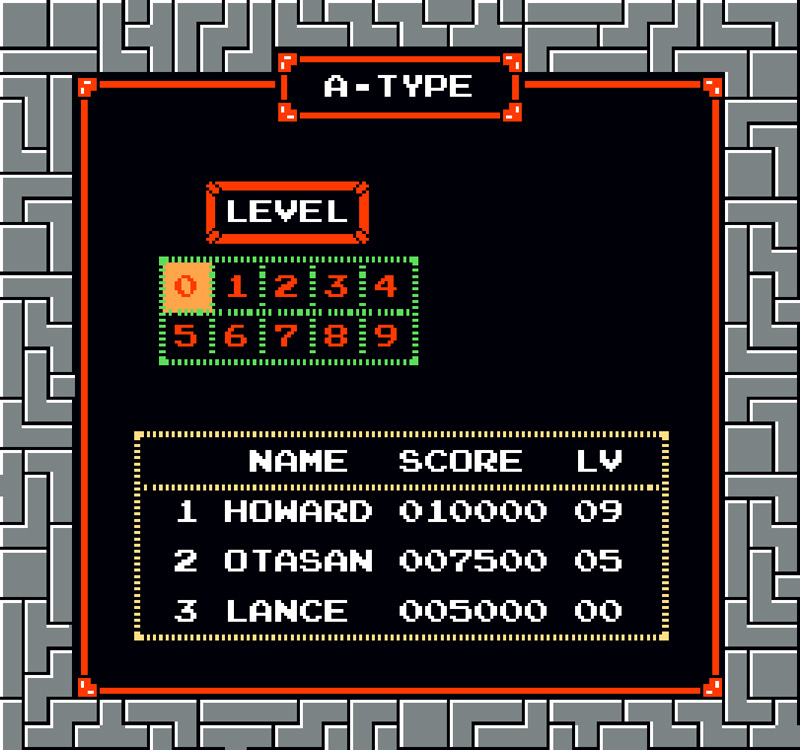 A-TYPE
LEVEL
0 1 2 3 4
5 6 7 8 9
NAME SCORE LV
1 HOWARD 010000 09
2 OTASAN 007500 05
3 LANCE 005000 00